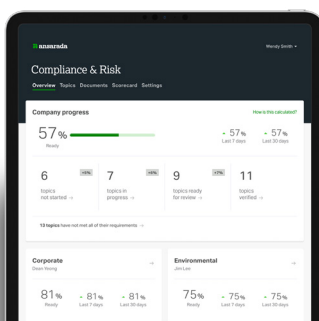 ansarada
Wendy Smith
Compliance & Risk
Overview Topics Documents Scorecard Settings
Company progress
How is this calculated?
57%
Ready
- 57%
Last 7 days
- 57%
Last 30 days
6
topics
not started →
7
topics in
progress →
9
topics ready
for review →
11
topics
verified →
12 topics have not met all of their requirements →
Corporate
Environmental
Jim Lee
81%
Ready
- 81%
Last 7 days
- 81%
Last 30 days
75%
Ready
- 75%
Last 7 days
- 75%
Last 30 days